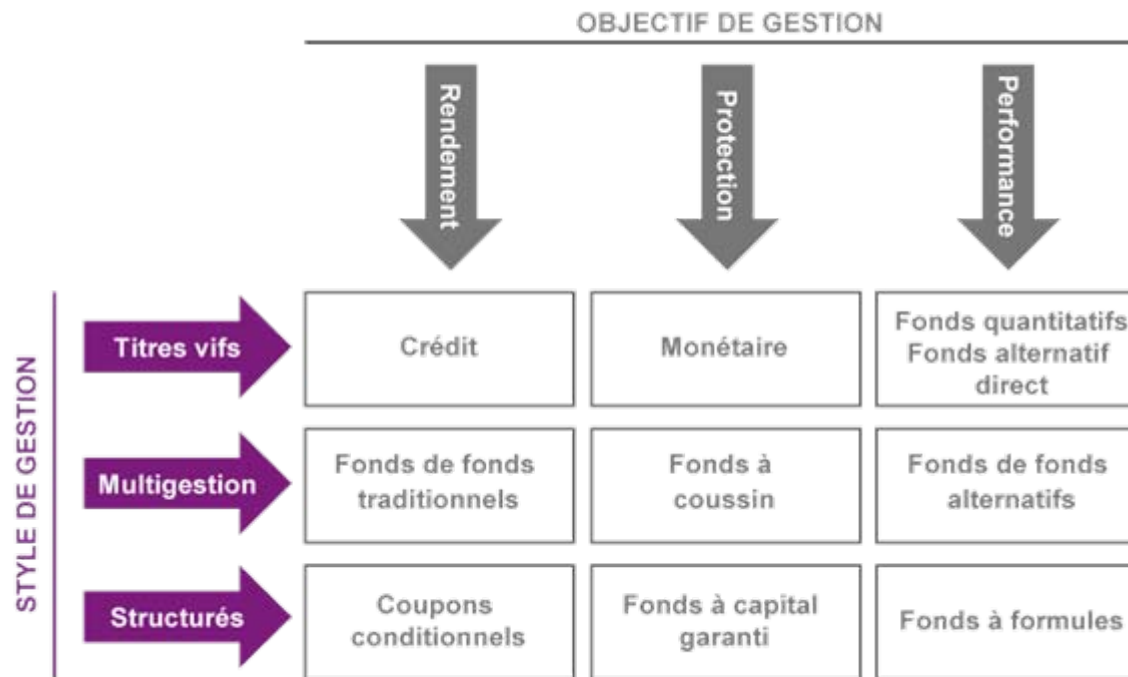 OBJECTIF DE GESTION
Rendement
Protection
Performance
STYLE DE GESTION
Titres vifs
Crédit
Monétaire
Fonds quantitatifs
Fonds alternatif
direct
Multigestion
Fonds de fonds
traditionnels
Fonds à
coussin
Fonds de fonds
alternatifs
Structurés
Coupons
conditionnels
Fonds à capital
garanti
Fonds à formules